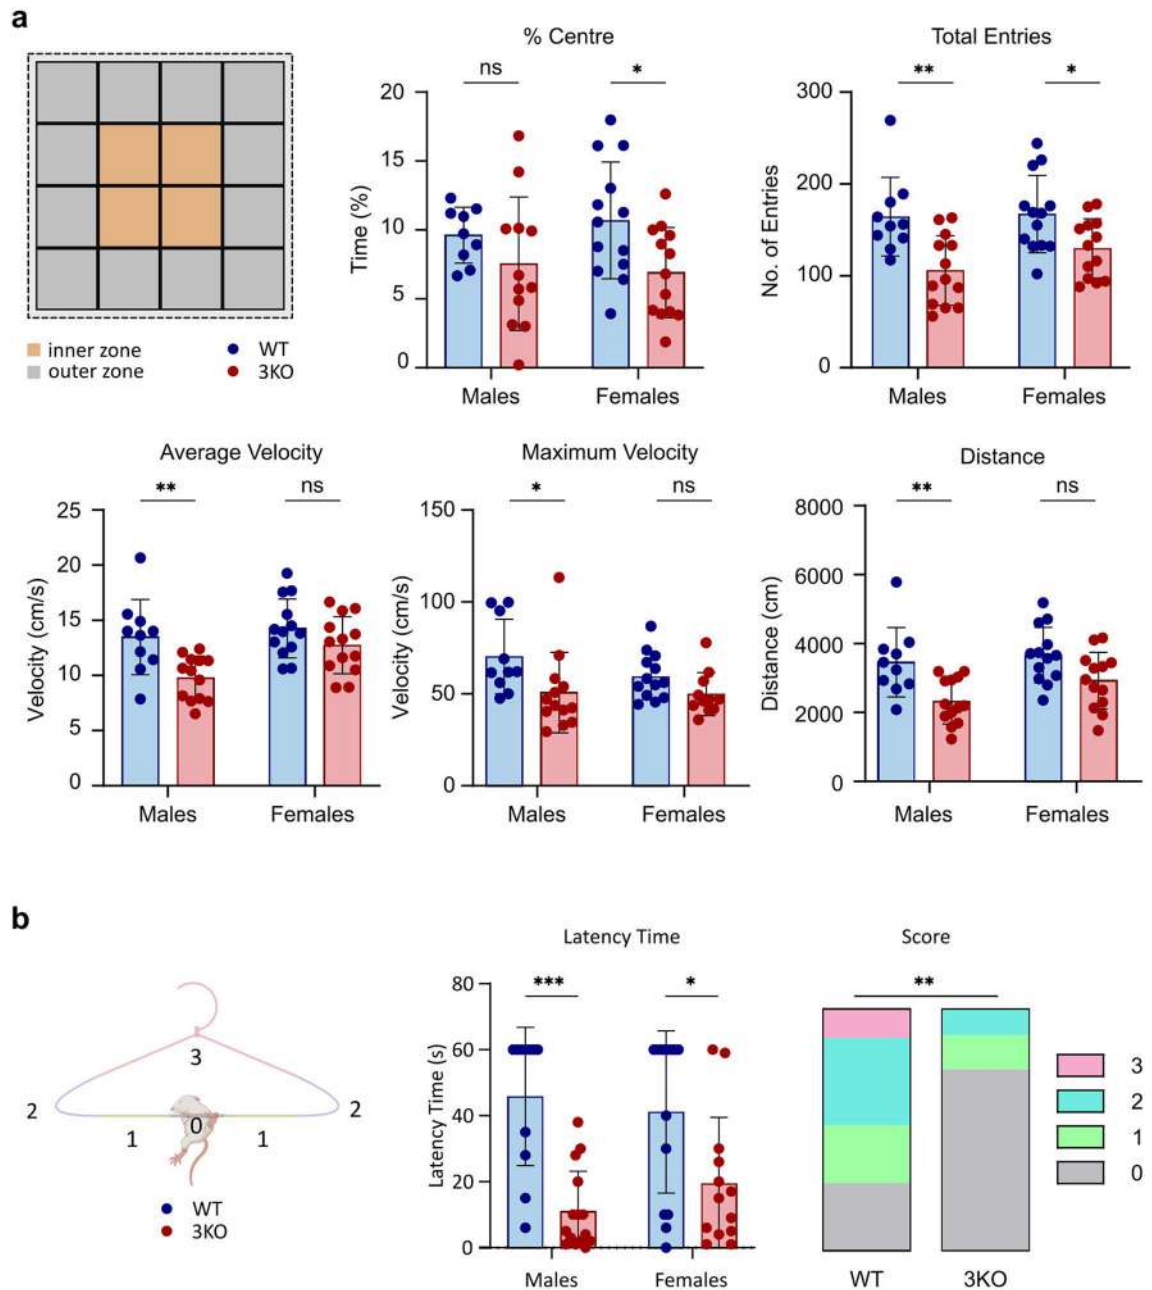 a
% Centre
Total Entries
ns
*
**
*
20
15
10
5
0
Time (%)
Males
Females
300
200
100
0
No. of Entries
Males
Females
inner zone
outer zone
WT
3KO
Average Velocity
Maximum Velocity
Distance
**
ns
*
ns
**
ns
25
20
15
10
5
0
Velocity (cm/s)
Males
Females
150
100
50
0
Velocity (cm/s)
Males
Females
8000
6000
4000
2000
0
Distance (cm)
Males
Females
b
3
2
2
0
1
1
WT
3KO
Latency Time
***
*
80
60
40
20
0
Latency Time (s)
Males
Females
Score
**
WT
3KO
3
2
1
0